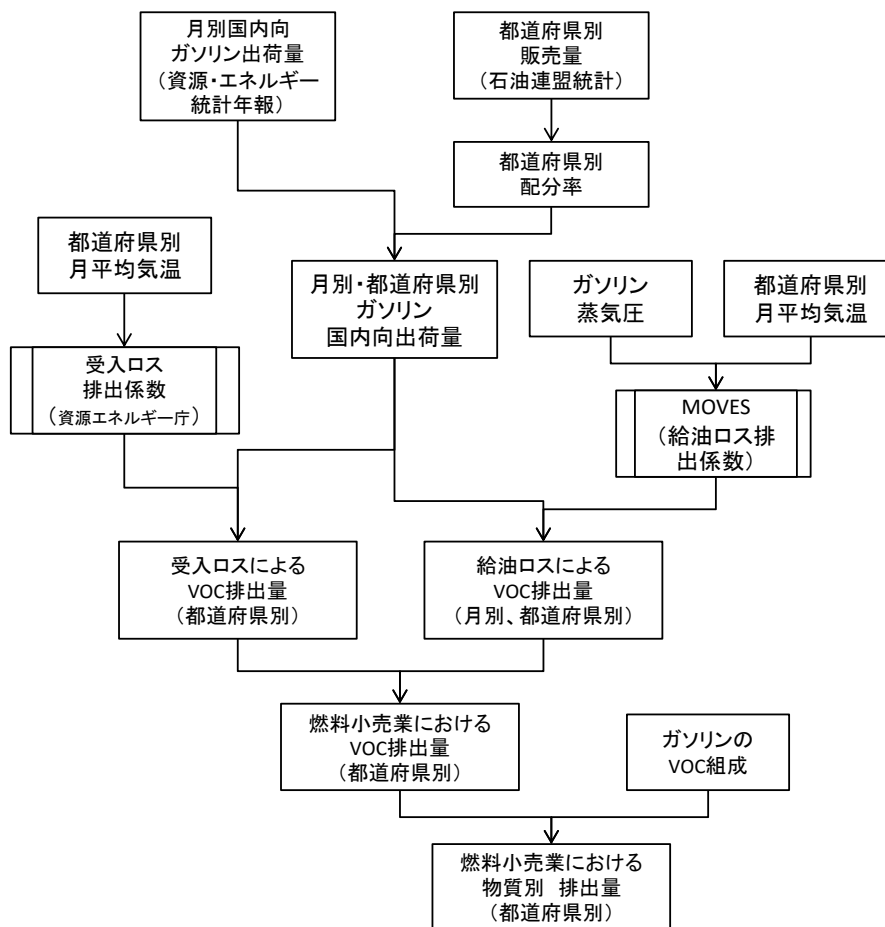 月別国内向
ガソリン出荷量
（資源・エネルギー
統計年報）
都道府県別
販売量
（石油連盟統計）
都道府県別
配分率
都道府県別
月平均気温
月別・都道府県別
ガソリン
国内向出荷量
ガソリン
蒸気圧
都道府県別
月平均気温
受入ロス
排出係数
（資源エネルギー庁）
MOVES
（給油ロス排
出係数）
受入ロスによる
VOC排出量
（都道府県別）
給油ロスによる
VOC排出量
（月別、都道府県別）
燃料小売業における
VOC排出量
（都道府県別）
ガソリンの
VOC組成
燃料小売業における
物質別 排出量
（都道府県別）